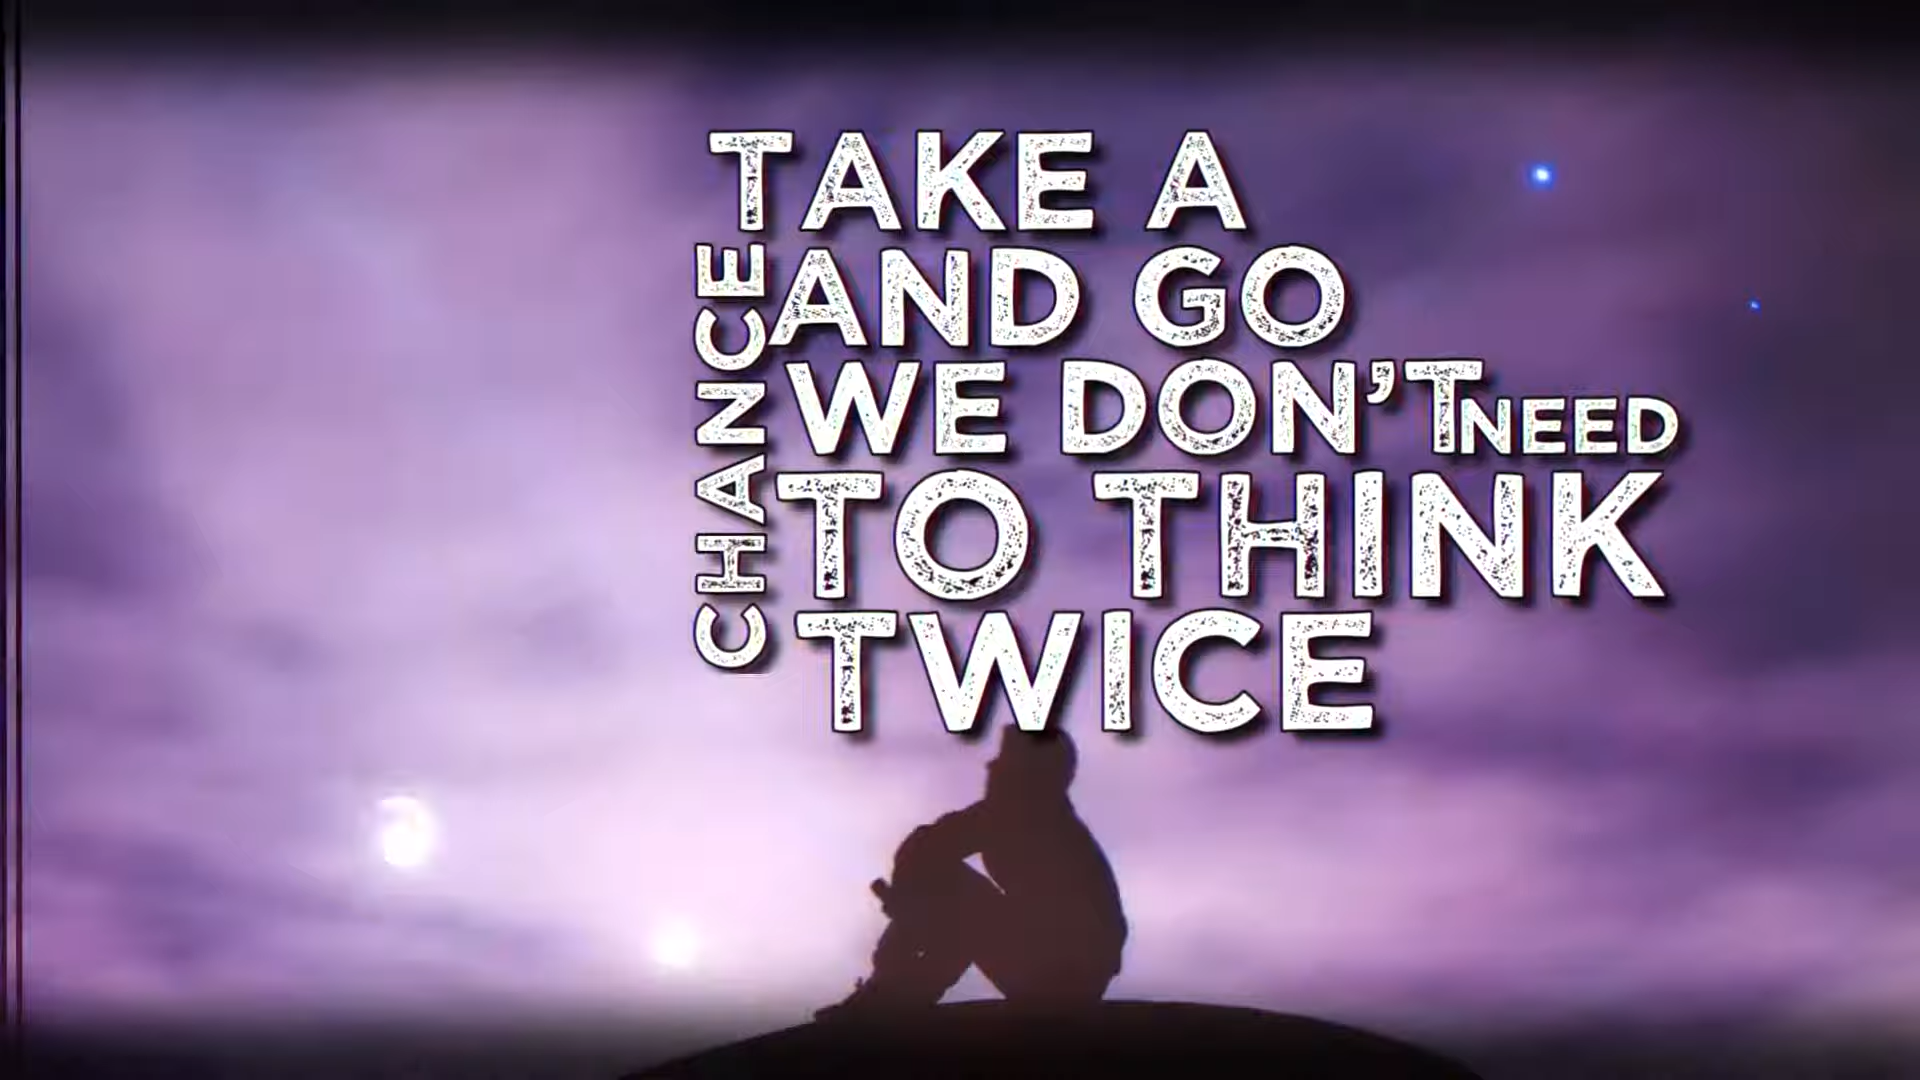 TAKE A
CHANCE
AND GO
WE DON'T NEED
TO THINK
TWICE